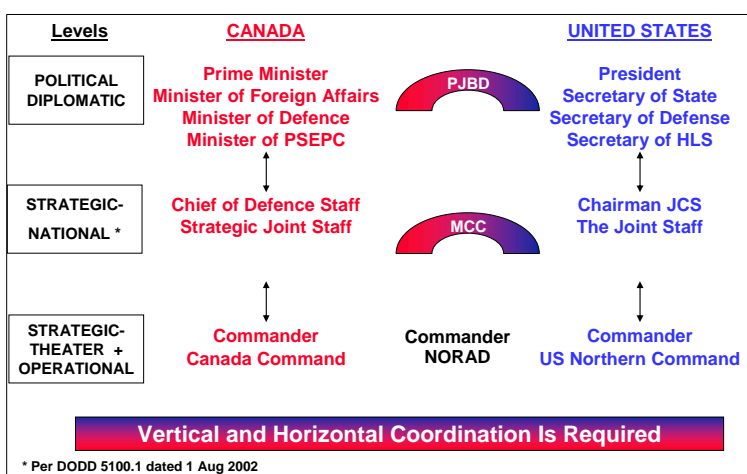 Levels
CANADA
UNITED STATES
POLITICAL
DIPLOMATIC
Prime Minister
Minister of Foreign Affairs
Minister of Defence
Minister of PSEPC
PJBD
President
Secretary of State
Secretary of Defense
Secretary of HLS
STRATEGIC-
NATIONAL *
Chief of Defence Staff
Strategic Joint Staff
MCC
Chairman JCS
The Joint Staff
STRATEGIC-
THEATER +
OPERATIONAL
Commander
Canada Command
Commander
NORAD
Commander
US Northern Command
Vertical and Horizontal Coordination Is Required
* Per DODD 5100.1 dated 1 Aug 2002